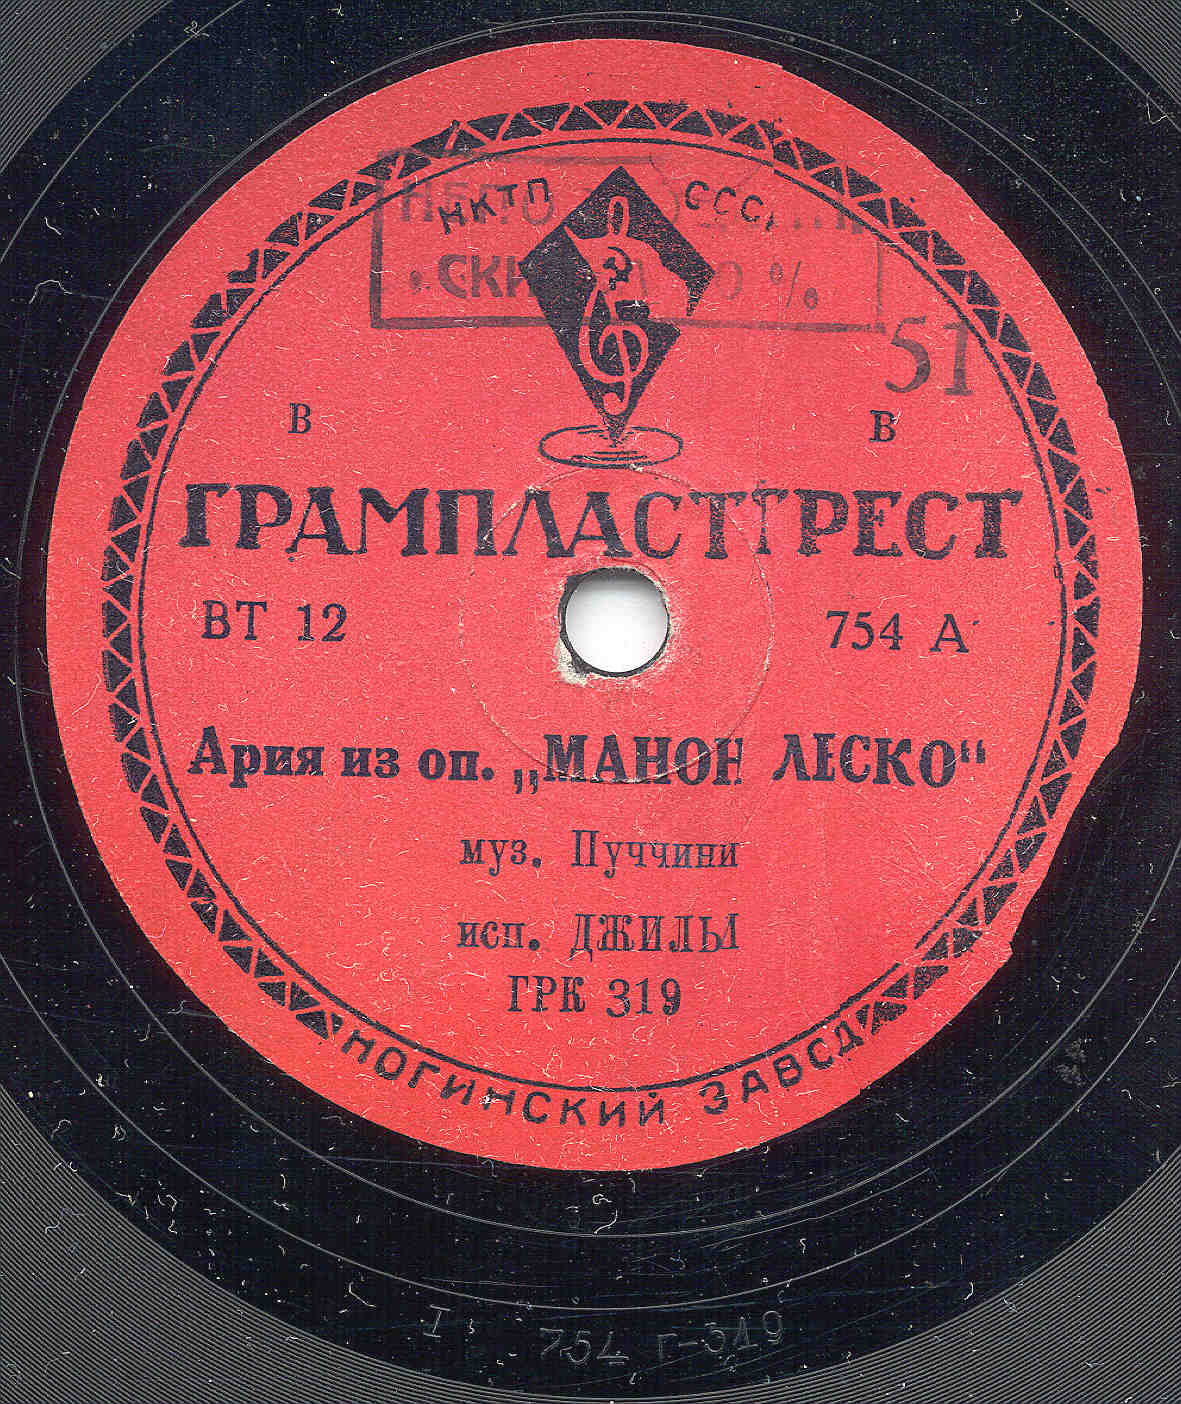 НКТП СССР
СКИДКА %
51
В В
ГРАМПЛАСТТРЕСТ
ВТ 12 754 А
Ария из оп. „МАНОН ЛЕСКО“
муз. Пуччини
исп. ДЖИЛЫ
ГРК 319
НОГИНСКИЙ ЗАВОД
I 754 г-319